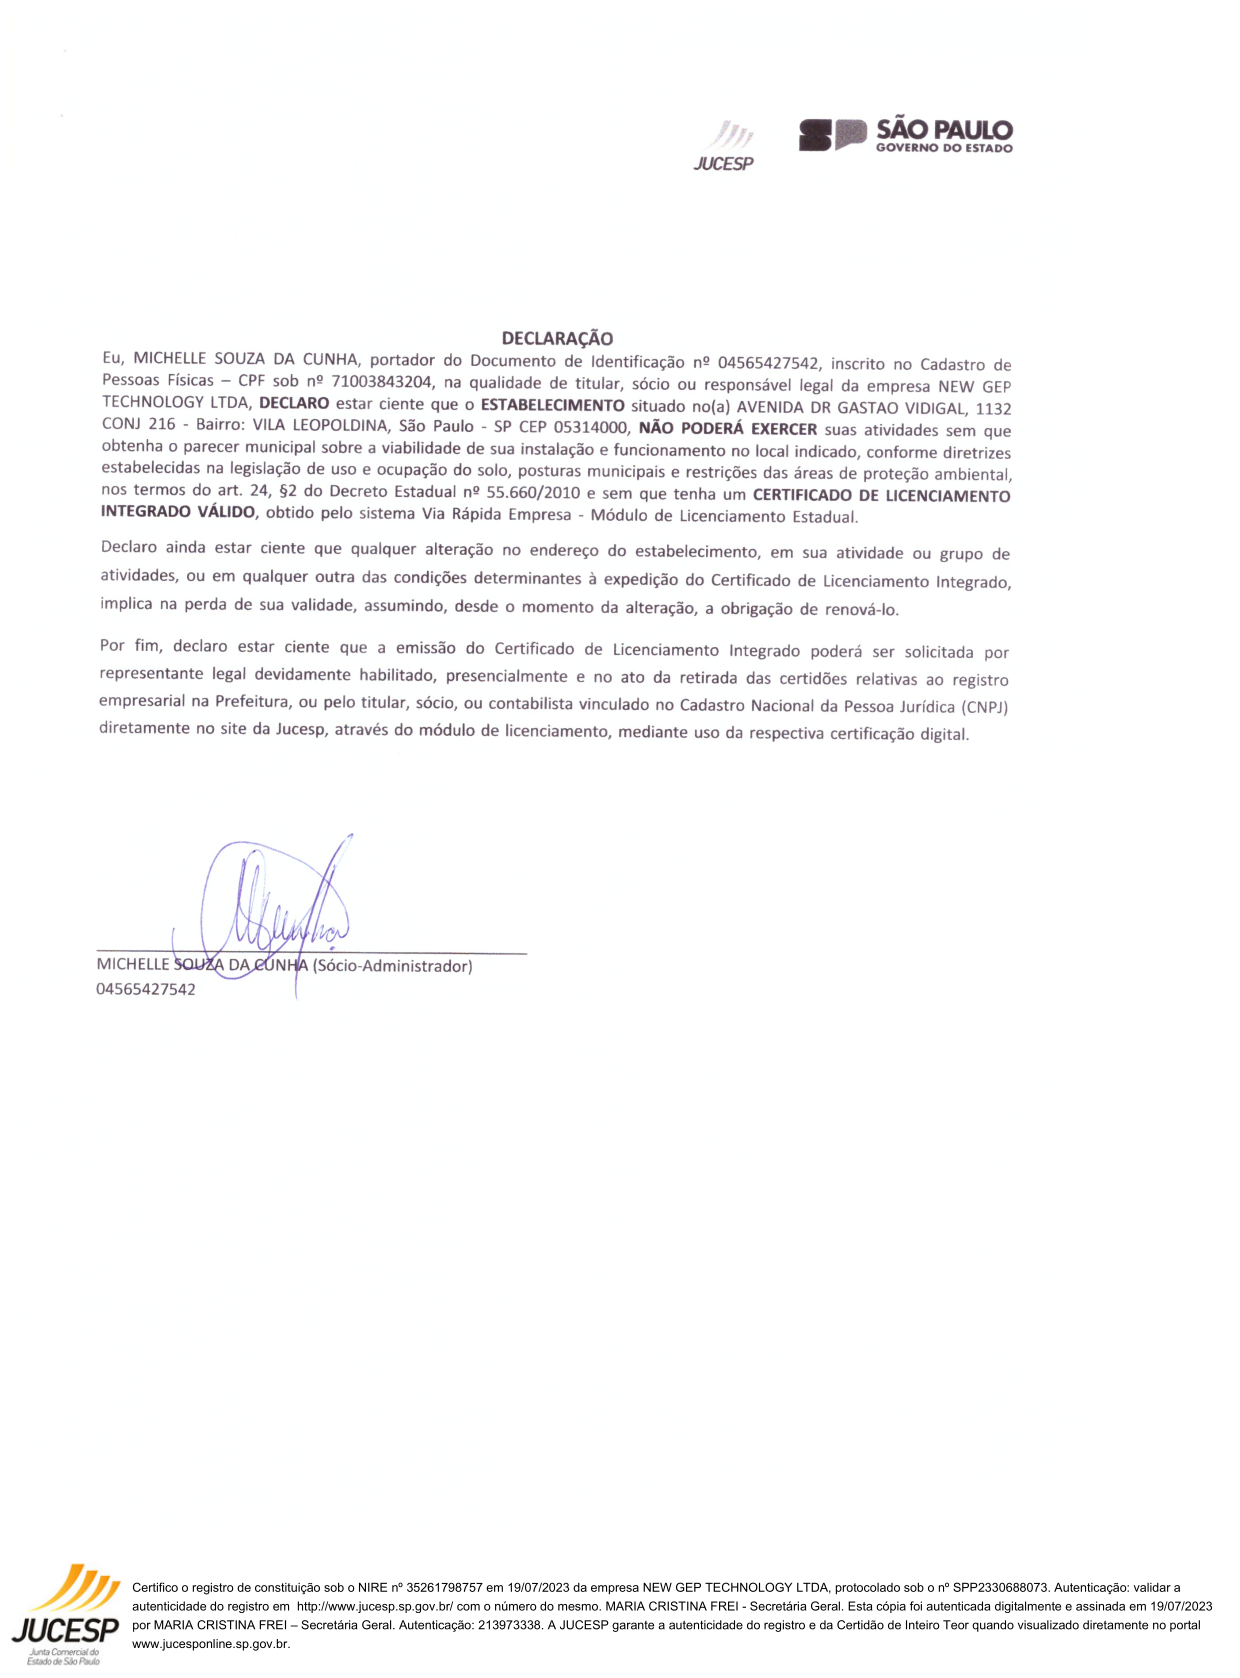 JUCESP
SP SÃO PAULO
GOVERNO DO ESTADO
DECLARAÇÃO
Eu, MICHELLE SOUZA DA CUNHA, portador do Documento de Identificação nº 04565427542, inscrito no Cadastro de
Pessoas Físicas – CPF sob nº 71003843204, na qualidade de titular, sócio ou responsável legal da empresa NEW GEP
TECHNOLOGY LTDA, DECLARO estar ciente que o ESTABELECIMENTO situado no(a) AVENIDA DR GASTAO VIDIGAL, 1132
CONJ 216 - Bairro: VILA LEOPOLDINA, São Paulo - SP CEP 05314000, NÃO PODERÁ EXERCER suas atividades sem que
obtenha o parecer municipal sobre a viabilidade de sua instalação e funcionamento no local indicado, conforme diretrizes
estabelecidas na legislação de uso e ocupação do solo, posturas municipais e restrições das áreas de proteção ambiental,
nos termos do art. 24, §2 do Decreto Estadual nº 55.660/2010 e sem que tenha um CERTIFICADO DE LICENCIAMENTO
INTEGRADO VÁLIDO, obtido pelo sistema Via Rápida Empresa - Módulo de Licenciamento Estadual.
Declaro ainda estar ciente que qualquer alteração no endereço do estabelecimento, em sua atividade ou grupo de
atividades, ou em qualquer outra das condições determinantes à expedição do Certificado de Licenciamento Integrado,
implica na perda de sua validade, assumindo, desde o momento da alteração, a obrigação de renová-lo.
Por fim, declaro estar ciente que a emissão do Certificado de Licenciamento Integrado poderá ser solicitada por
representante legal devidamente habilitado, presencialmente e no ato da retirada das certidões relativas ao registro
empresarial na Prefeitura, ou pelo titular, sócio, ou contabilista vinculado no Cadastro Nacional da Pessoa Jurídica (CNPJ)
diretamente no site da Jucesp, através do módulo de licenciamento, mediante uso da respectiva certificação digital.
MICHELLE SOUZA DA CUNHA (Sócio-Administrador)
04565427542
JUCESP
Junta Comercial do
Estado de São Paulo
Certifico o registro de constituição sob o NIRE nº 35261798757 em 19/07/2023 da empresa NEW GEP TECHNOLOGY LTDA, protocolado sob o nº SPP2330688073. Autenticação: validar a
autenticidade do registro em http://www.jucesp.sp.gov.br/ com o número do mesmo. MARIA CRISTINA FREI - Secretária Geral. Esta cópia foi autenticada digitalmente e assinada em 19/07/2023
por MARIA CRISTINA FREI – Secretária Geral. Autenticação: 213973338. A JUCESP garante a autenticidade do registro e da Certidão de Inteiro Teor quando visualizado diretamente no portal
www.jucesponline.sp.gov.br.